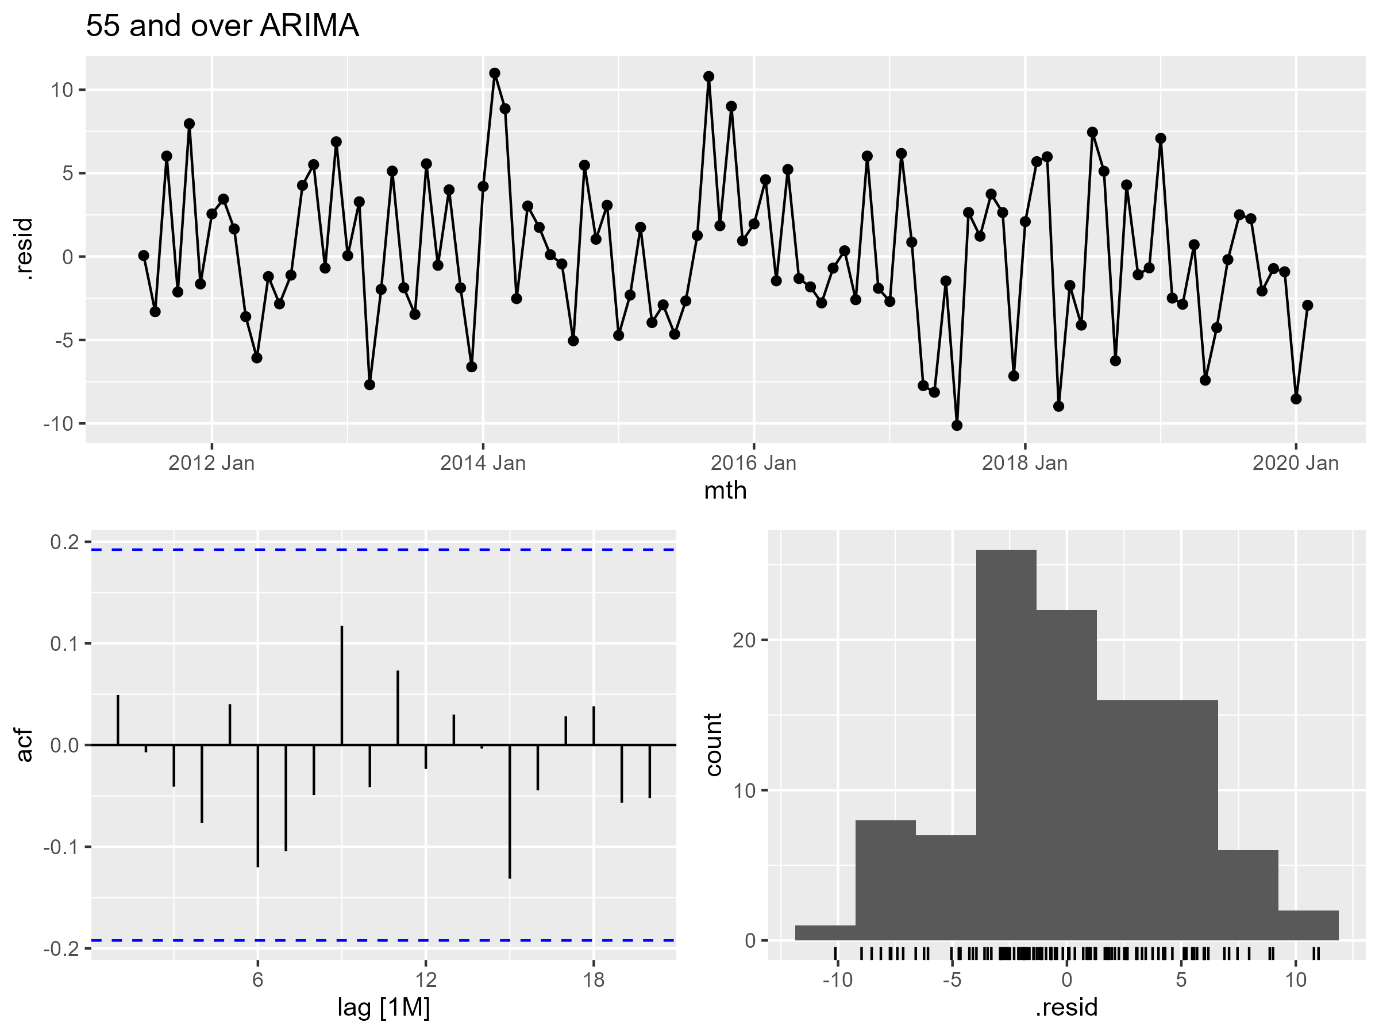 55 and over ARIMA
10
5
0
-5
-10
.resid
2012 Jan
2014 Jan
2016 Jan
2018 Jan
2020 Jan
mth
0.2
0.1
0.0
-0.1
-0.2
acf
6
12
18
lag [1M]
20
10
0
count
-10
-5
0
5
10
.resid